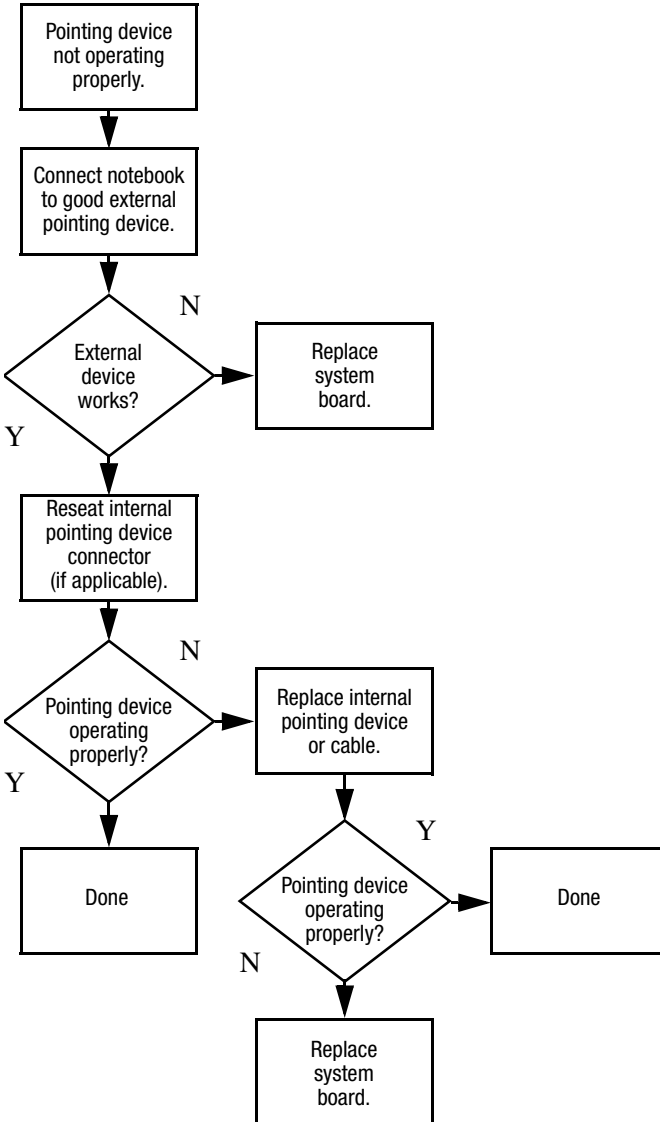 Pointing device
not operating
properly.
Connect notebook
to good external
pointing device.
N
External
device
works?
Replace
system
board.
Y
Reseat internal
pointing device
connector
(if applicable).
N
Pointing device
operating
properly?
Replace internal
pointing device
or cable.
Y
Y
Done
Pointing device
operating
properly?
Done
N
Replace
system
board.